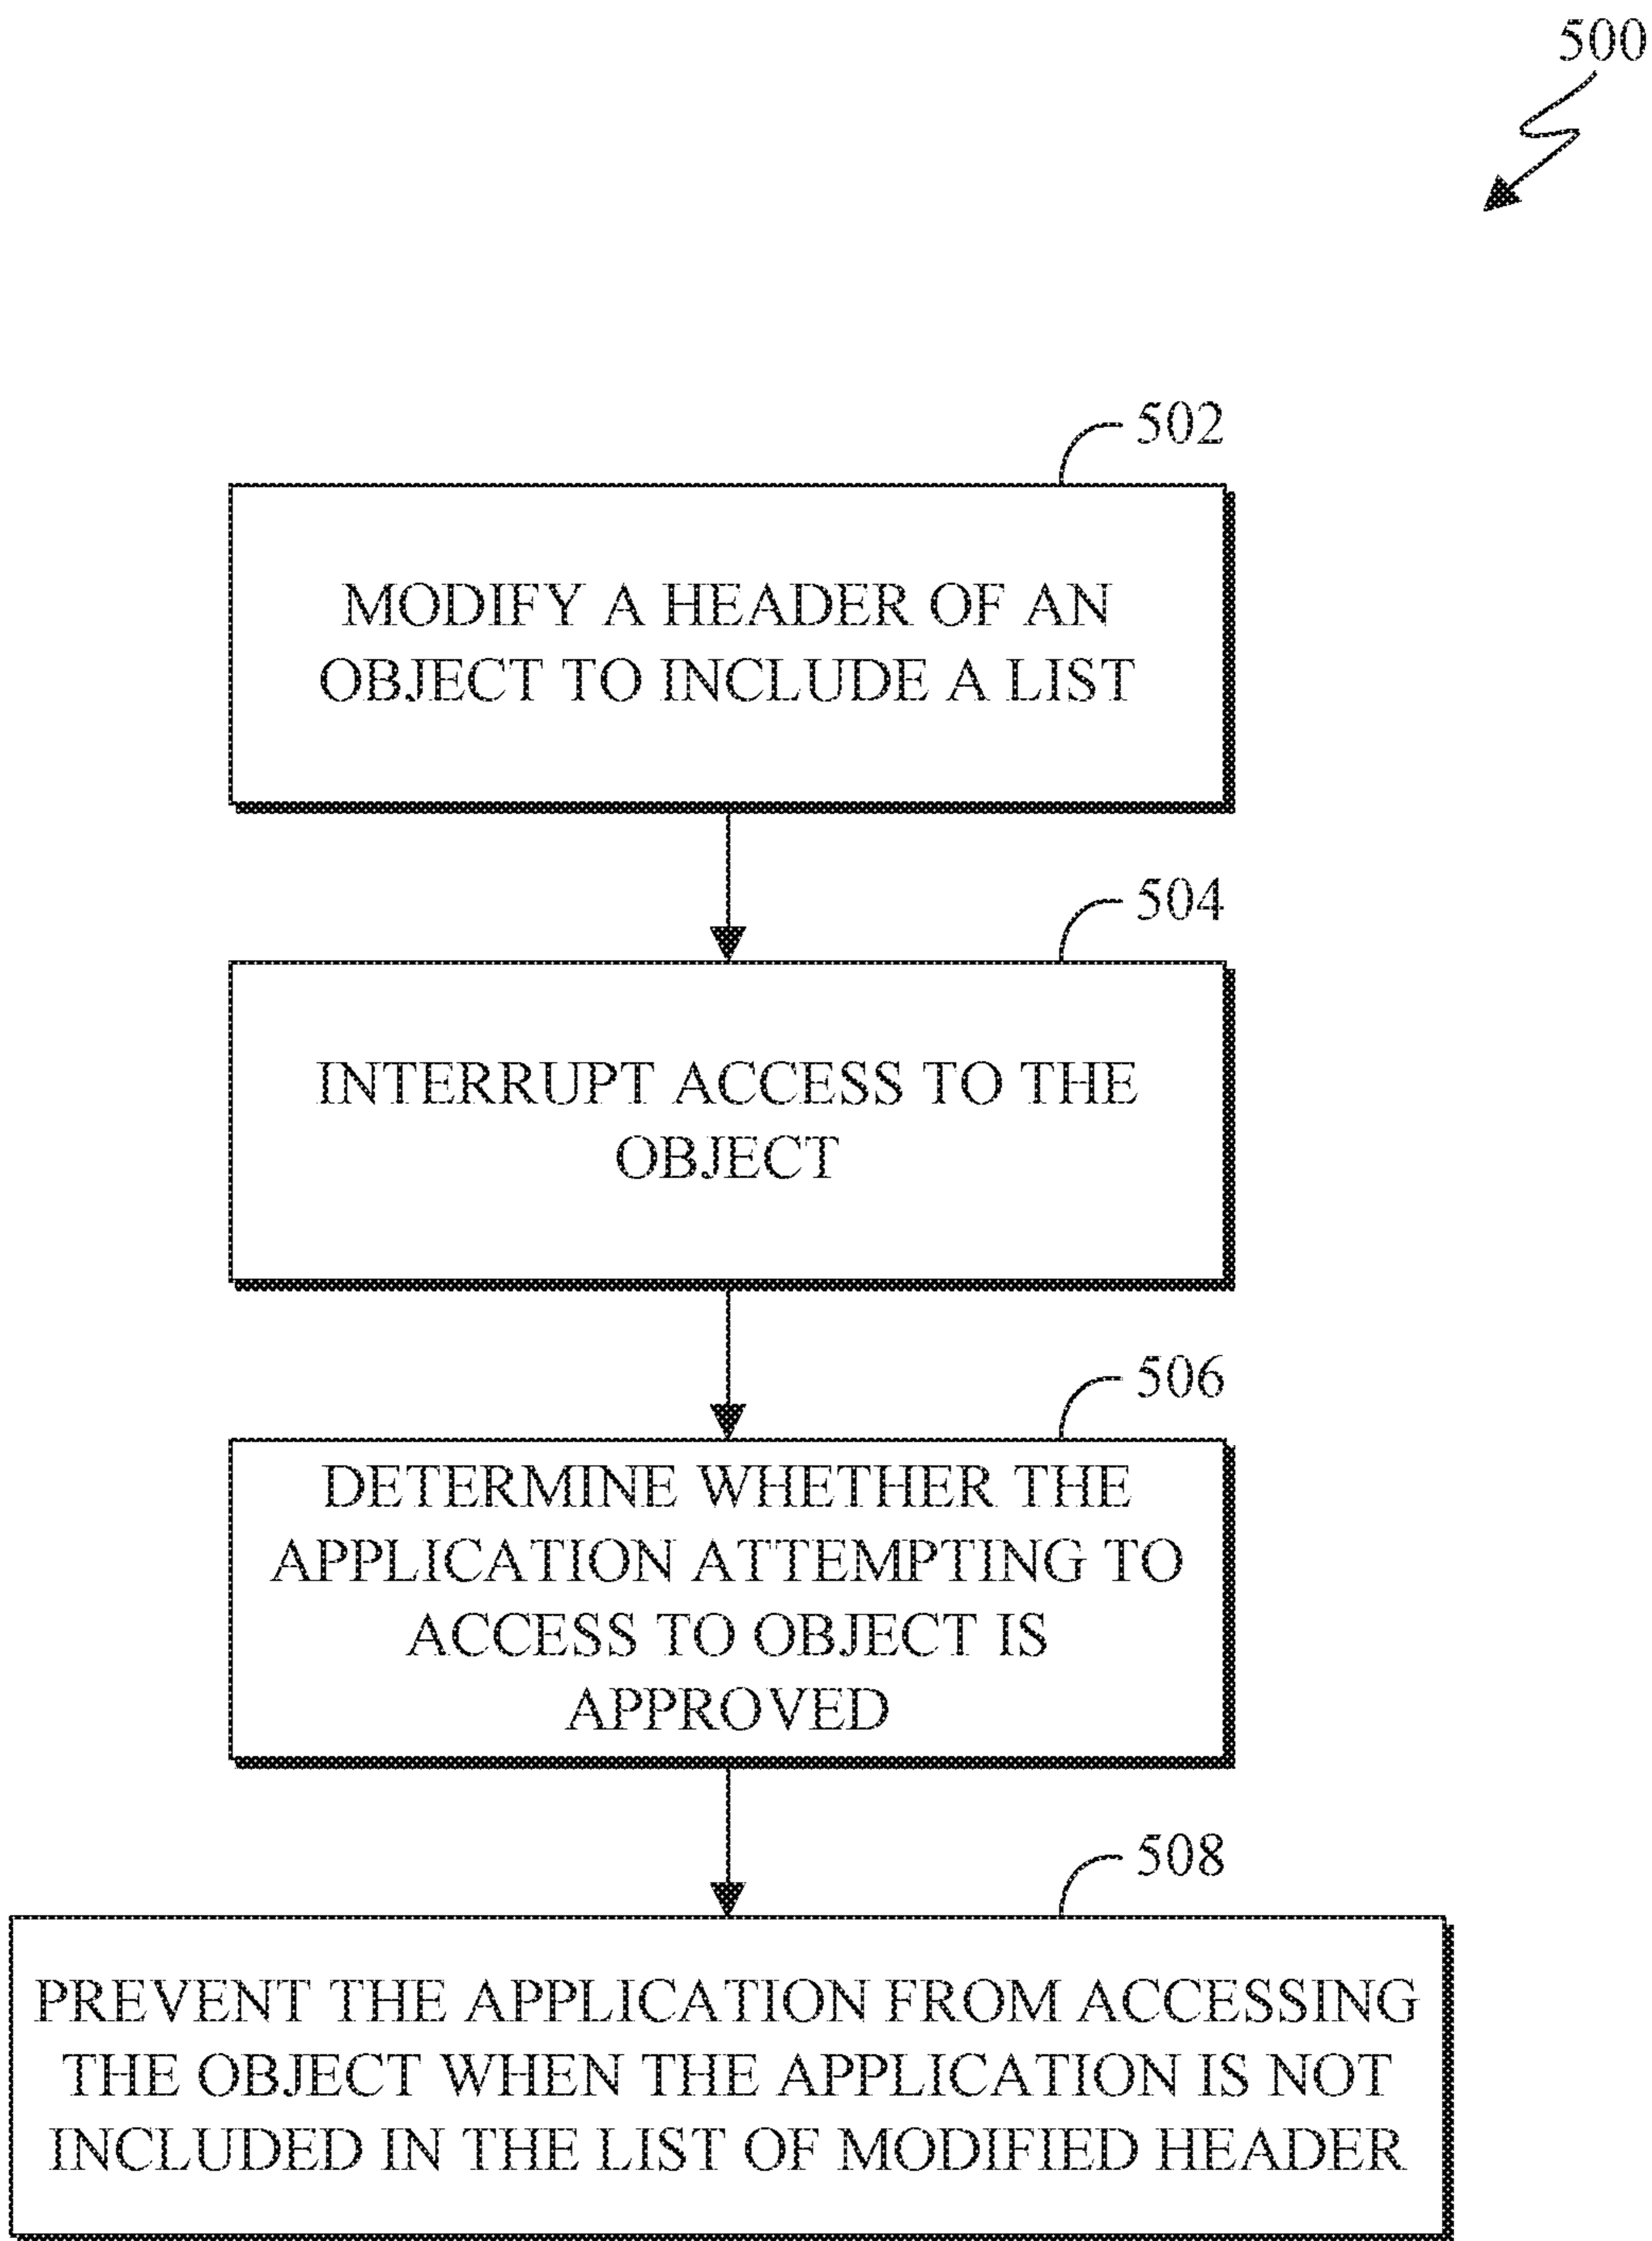 500
502
MODIFY A HEADER OF AN
OBJECT TO INCLUDE A LIST
504
INTERRUPT ACCESS TO THE
OBJECT
506
DETERMINE WHETHER THE
APPLICATION ATTEMPTING TO
ACCESS TO OBJECT IS
APPROVED
508
PREVENT THE APPLICATION FROM ACCESSING
THE OBJECT WHEN THE APPLICATION IS NOT
INCLUDED IN THE LIST OF MODIFIED HEADER